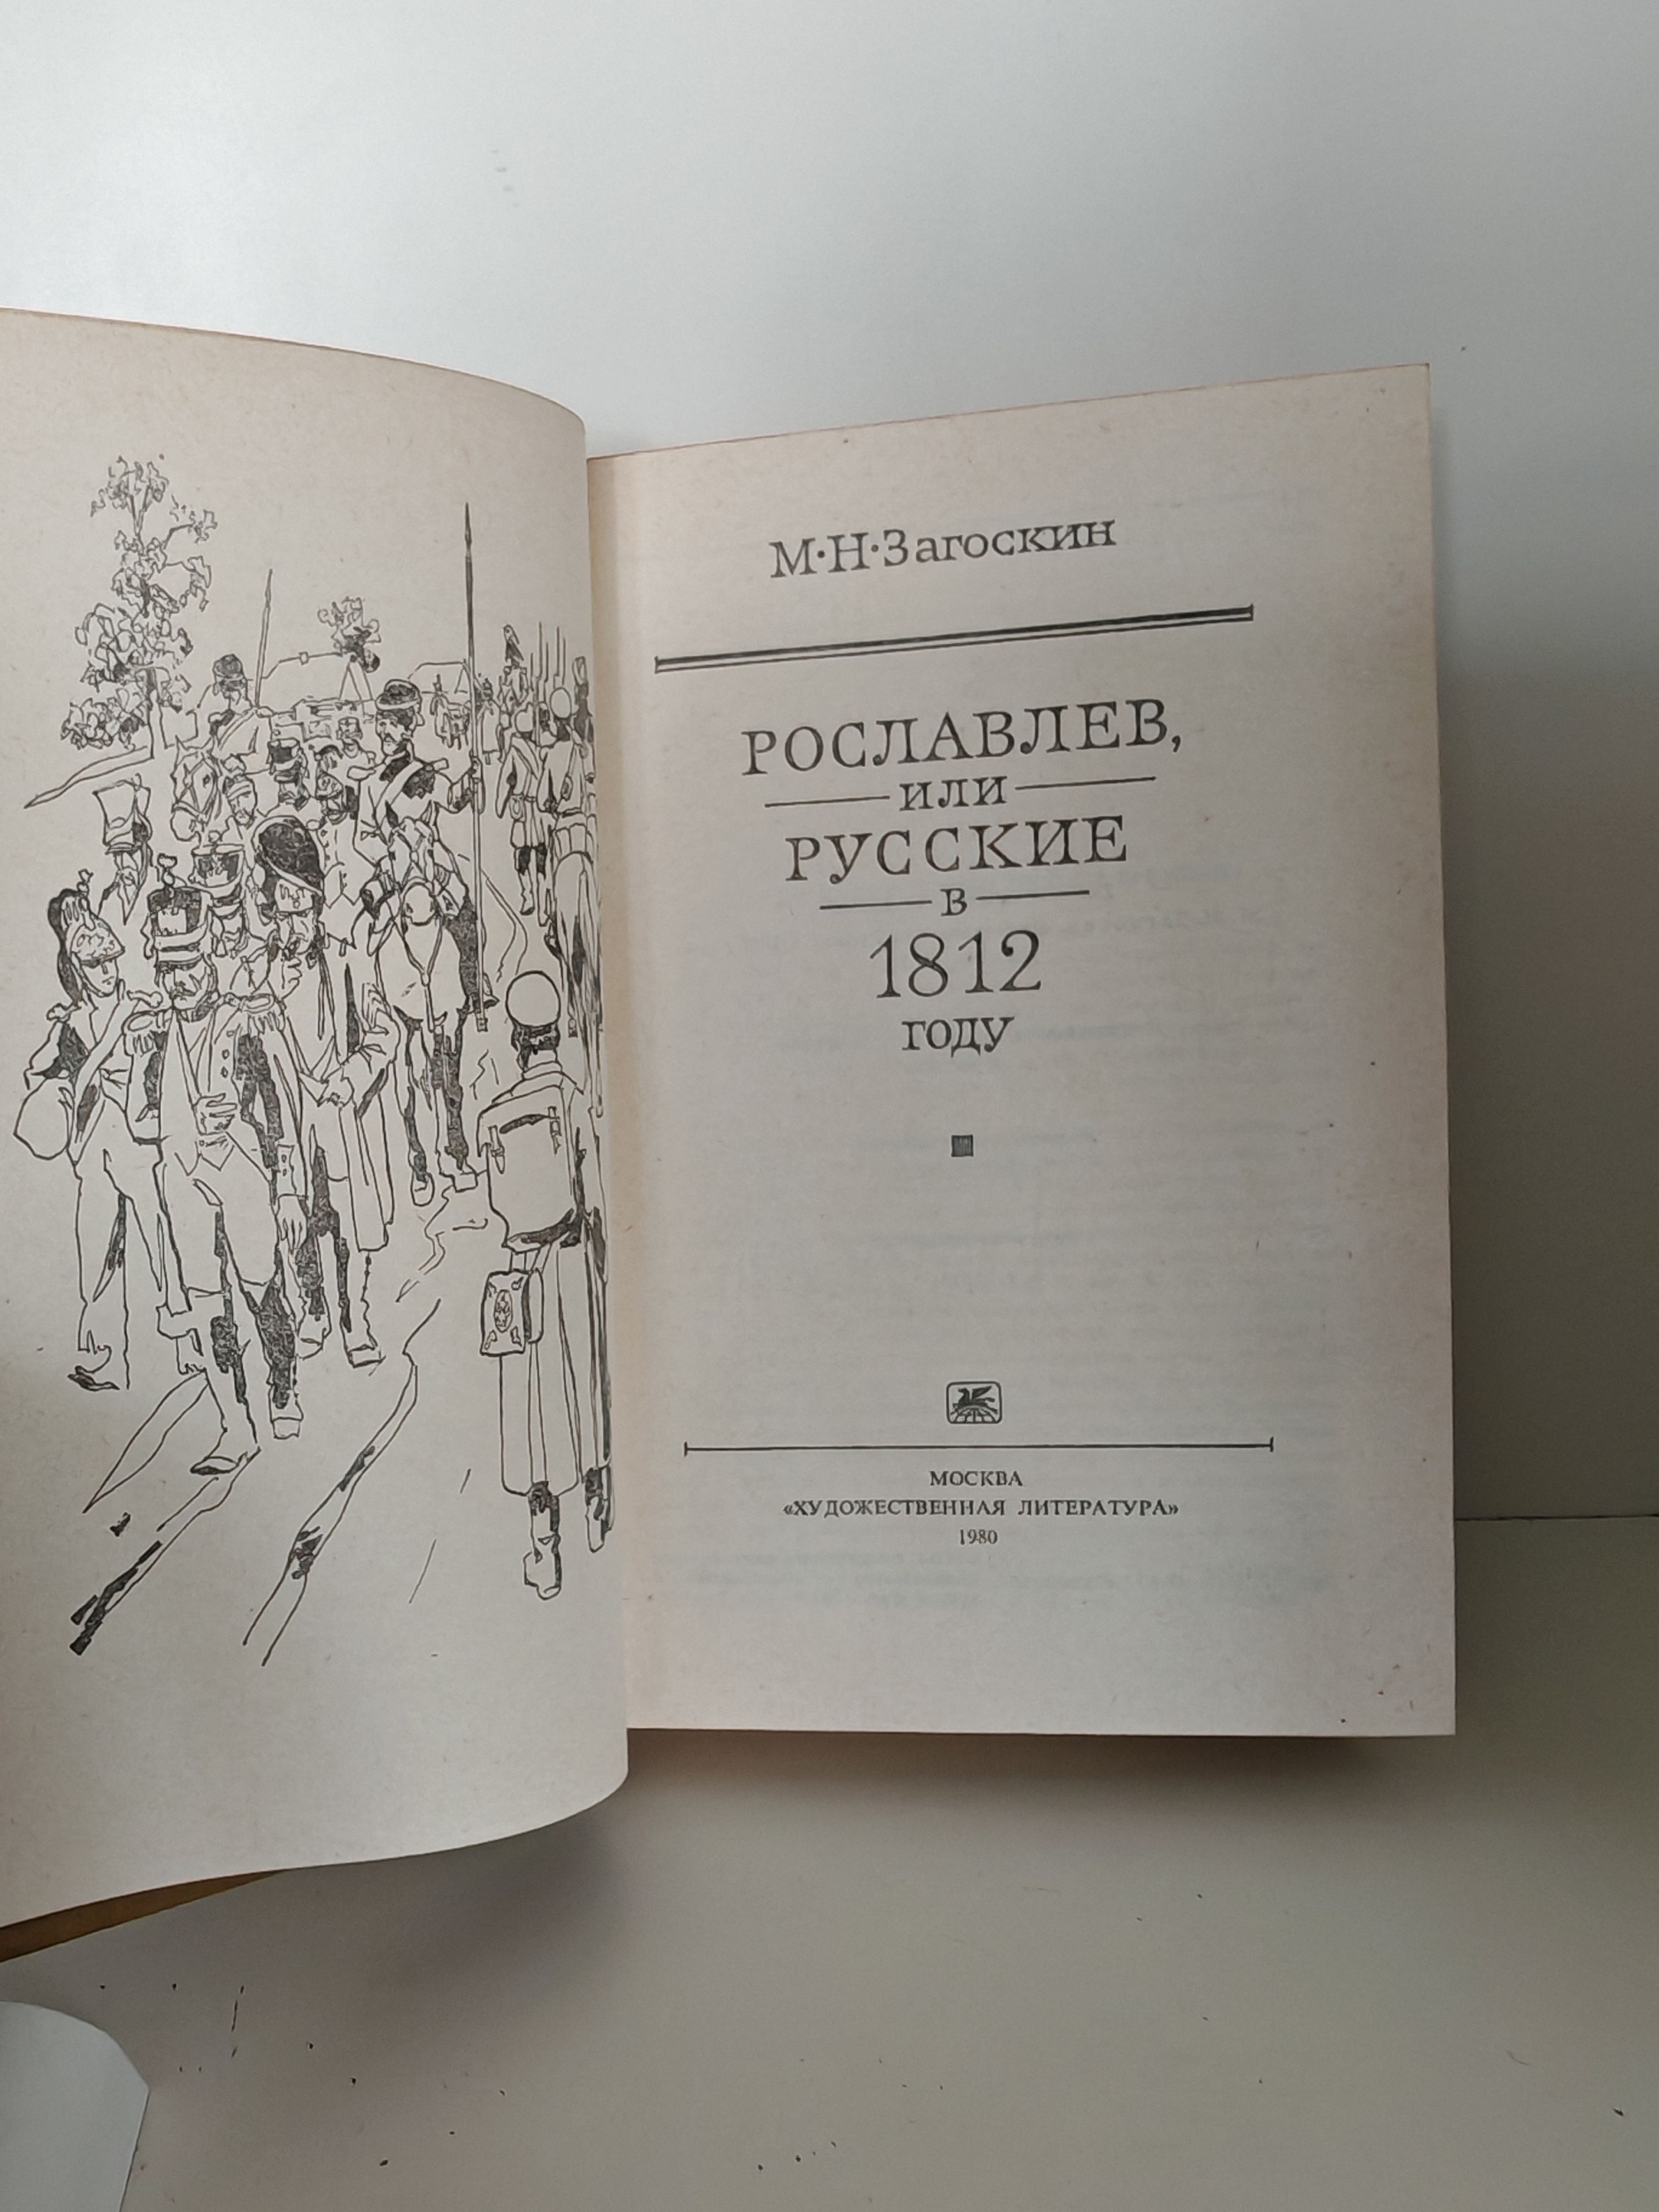 М·Н·Загоскин
РОСЛАВЛЕВ,
ИЛИ
РУССКИЕ
В
1812
ГОДУ
МОСКВА
«ХУДОЖЕСТВЕННАЯ ЛИТЕРАТУРА»
1980